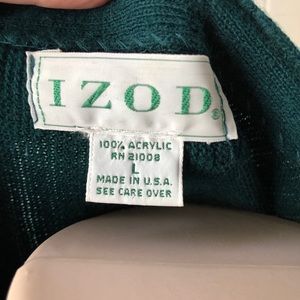 IZOD®
100% ACRYLIC
RN 21008
L
MADE IN U.S.A.
SEE CARE OVER